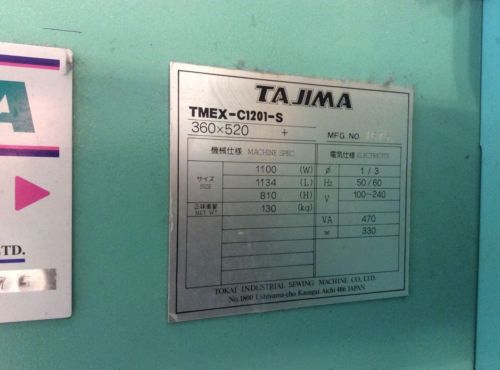 A
LTD.
TAJIMA
TMEX-C1201-S
360×520 +
MFG NO.
機械仕様 MACHINE SPEC.
電気仕様 ELECTRICITY
サイズ SIZE 1100 (W) φ 1/3
1134 (L) Hz 50/60
810 (H) V 100~240
正味重量 NET WT 130 (kg)
VA 470
w 330
TOKAI INDUSTRIAL SEWING MACHINE CO., LTD.
No.1800 Ushiyama-cho Kasugai Aichi 486 JAPAN.